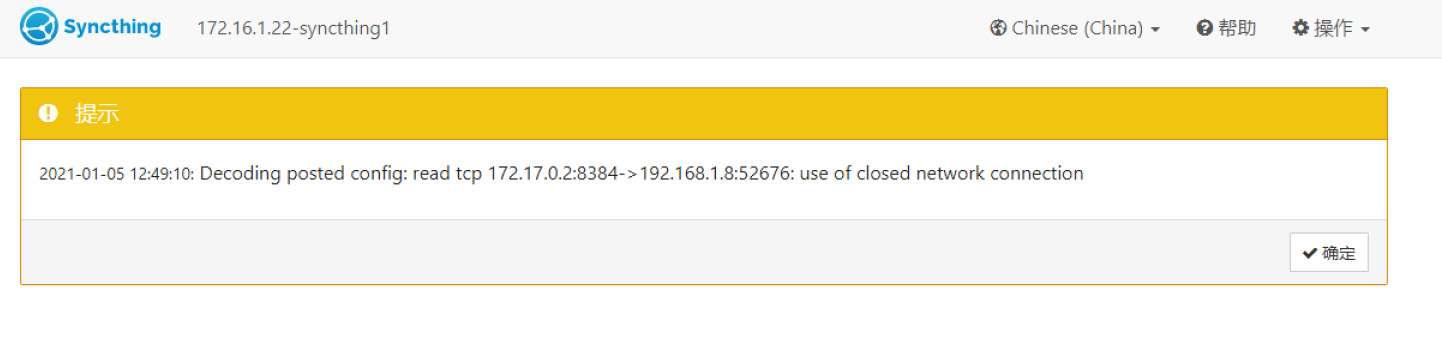 Syncthing 172.16.1.22-syncthing1 Chinese (China) 帮助 操作
提示
2021-01-05 12:49:10: Decoding posted config: read tcp 172.17.0.2:8384->192.168.1.8:52676: use of closed network connection
确定